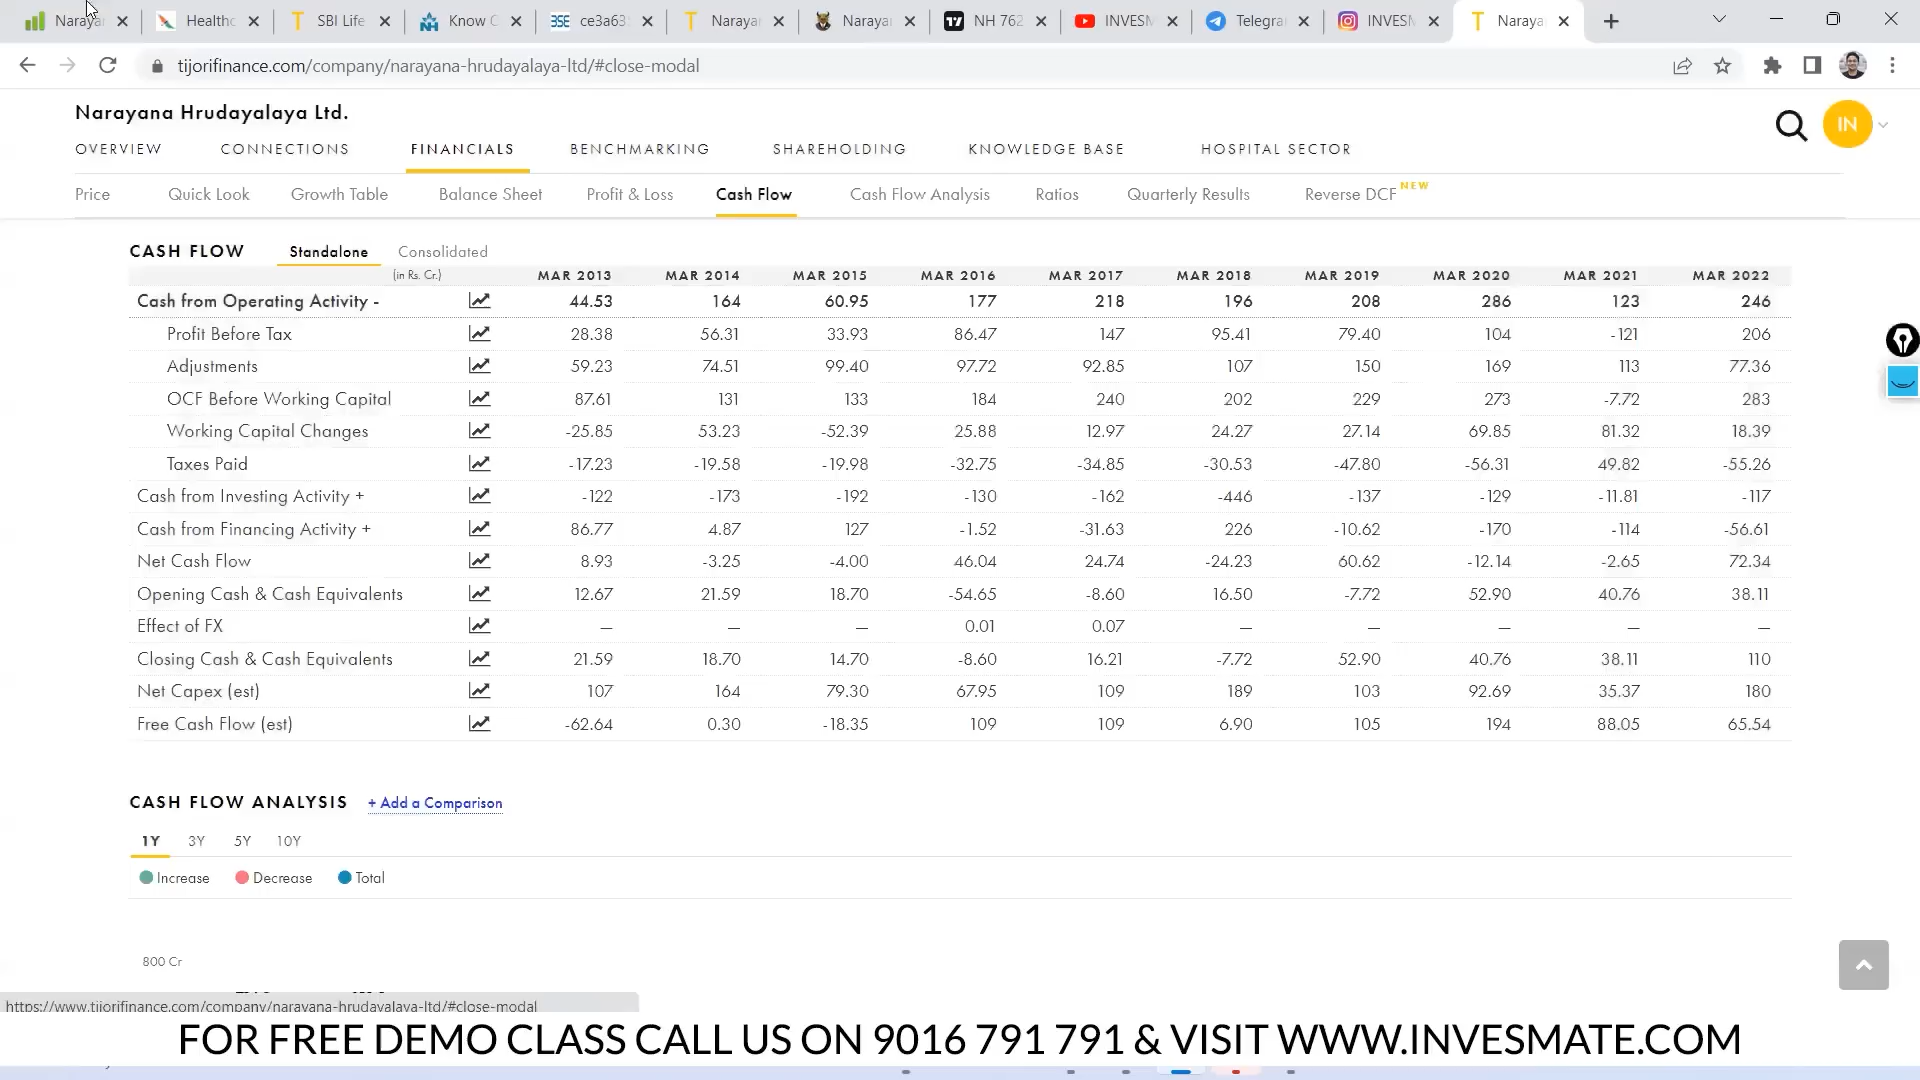 Naraya Healthc SBI Life Know C ce3a63 Naraya Naraya NH 762 INVESM Telegra INVESM Naraya
tijorifinance.com/company/narayana-hrudayalaya-ltd/#close-modal
Narayana Hrudayalaya Ltd.
IN
OVERVIEW CONNECTIONS FINANCIALS BENCHMARKING SHAREHOLDING KNOWLEDGE BASE HOSPITAL SECTOR
Price Quick Look Growth Table Balance Sheet Profit & Loss Cash Flow Cash Flow Analysis Ratios Quarterly Results Reverse DCF NEW
CASH FLOW Standalone Consolidated
(in Rs. Cr.) MAR 2013 MAR 2014 MAR 2015 MAR 2016 MAR 2017 MAR 2018 MAR 2019 MAR 2020 MAR 2021 MAR 2022
Cash from Operating Activity - 44.53 164 60.95 177 218 196 208 286 123 246
Profit Before Tax 28.38 56.31 33.93 86.47 147 95.41 79.40 104 -121 206
Adjustments 59.23 74.51 99.40 97.72 92.85 107 150 169 113 77.36
OCF Before Working Capital 87.61 131 133 184 240 202 229 273 -7.72 283
Working Capital Changes -25.85 53.23 -52.39 25.88 12.97 24.27 27.14 69.85 81.32 18.39
Taxes Paid -17.23 -19.58 -19.98 -32.75 -34.85 -30.53 -47.80 -56.31 49.82 -55.26
Cash from Investing Activity + -122 -173 -192 -130 -162 -446 -137 -129 -11.81 -117
Cash from Financing Activity + 86.77 4.87 127 -1.52 -31.63 226 -10.62 -170 -114 -56.61
Net Cash Flow 8.93 -3.25 -4.00 46.04 24.74 -24.23 60.62 -12.14 -2.65 72.34
Opening Cash & Cash Equivalents 12.67 21.59 18.70 -54.65 -8.60 16.50 -7.72 52.90 40.76 38.11
Effect of FX — — — 0.01 0.07 — — — — —
Closing Cash & Cash Equivalents 21.59 18.70 14.70 -8.60 16.21 -7.72 52.90 40.76 38.11 110
Net Capex (est) 107 164 79.30 67.95 109 189 103 92.69 35.37 180
Free Cash Flow (est) -62.64 0.30 -18.35 109 109 6.90 105 194 88.05 65.54
CASH FLOW ANALYSIS + Add a Comparison
1Y 3Y 5Y 10Y
Increase Decrease Total
800 Cr
https://www.tijorifinance.com/company/narayana-hrudayalaya-ltd/#close-modal
FOR FREE DEMO CLASS CALL US ON 9016 791 791 & VISIT WWW.INVESMATE.COM